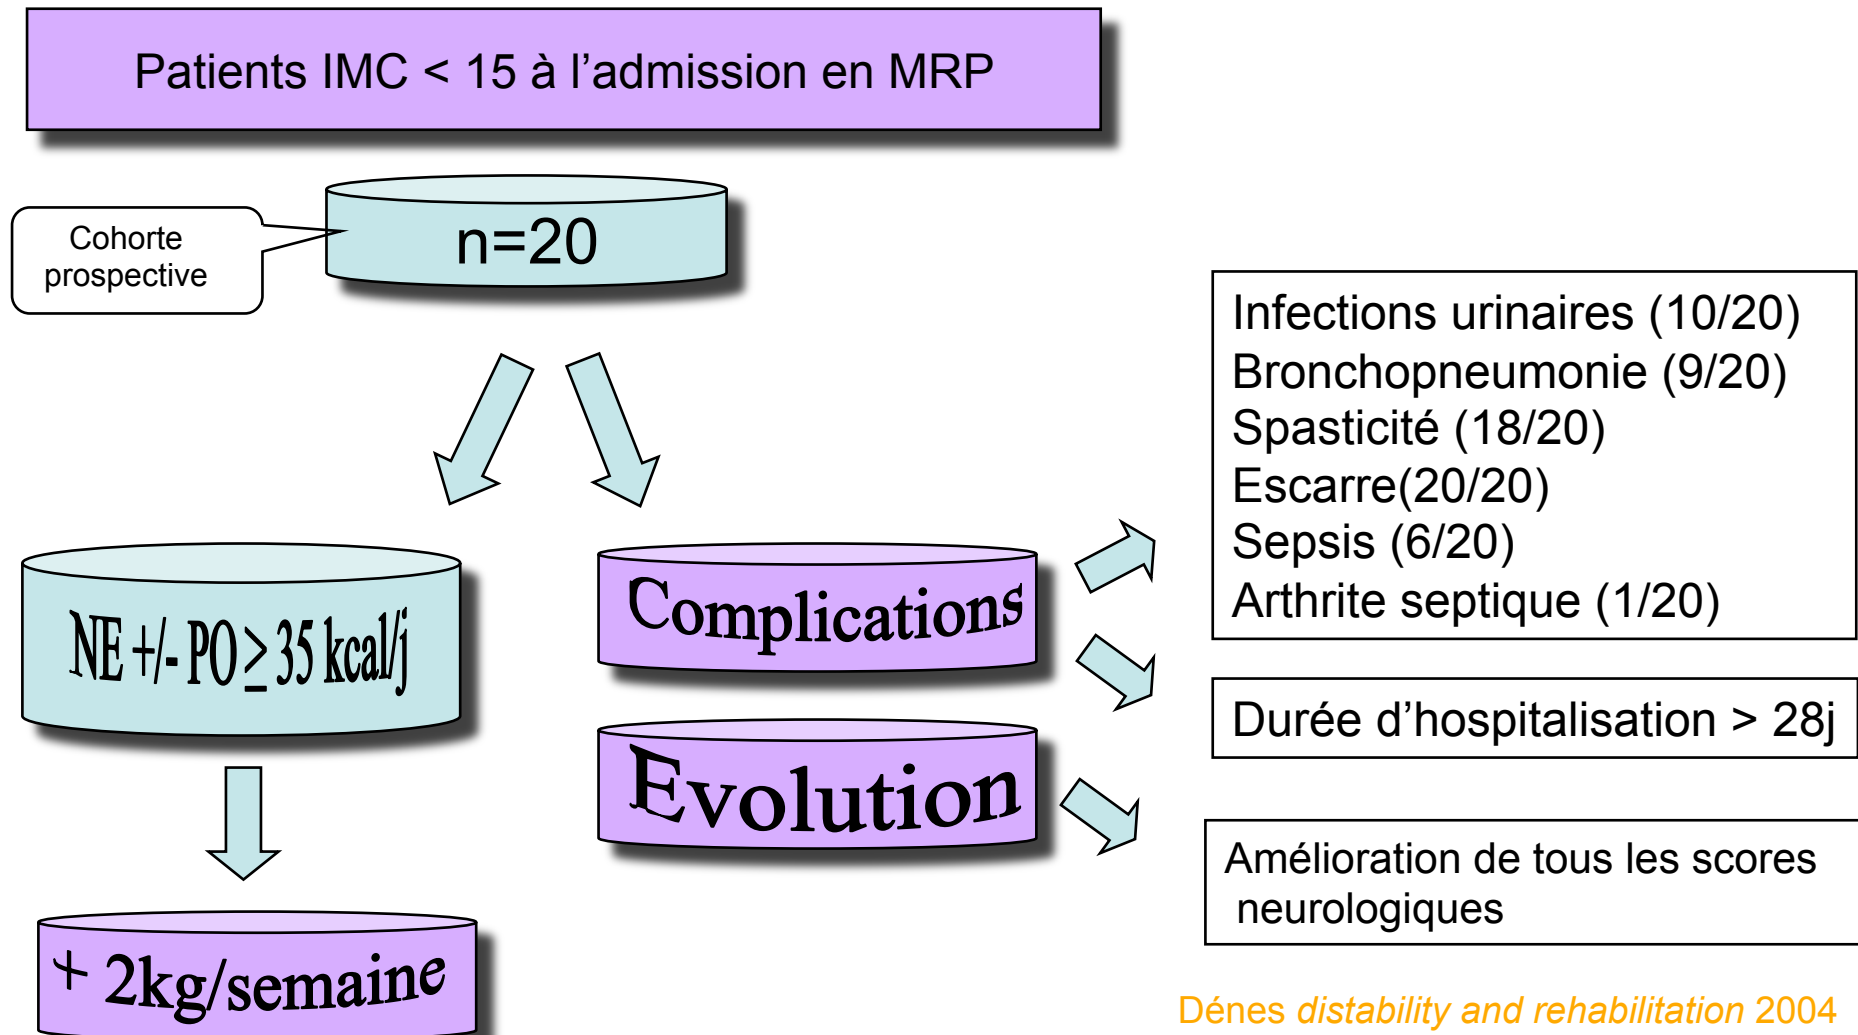 Patients IMC < 15 à l’admission en MRP
Cohorte
prospective
n=20
NE +/- PO ≥ 35 kcal/j
+ 2kg/semaine
Complications
Evolution
Infections urinaires (10/20)
Bronchopneumonie (9/20)
Spasticité (18/20)
Escarre(20/20)
Sepsis (6/20)
Arthrite septique (1/20)
Durée d’hospitalisation > 28j
Amélioration de tous les scores
neurologiques
Dénes distability and rehabilitation 2004